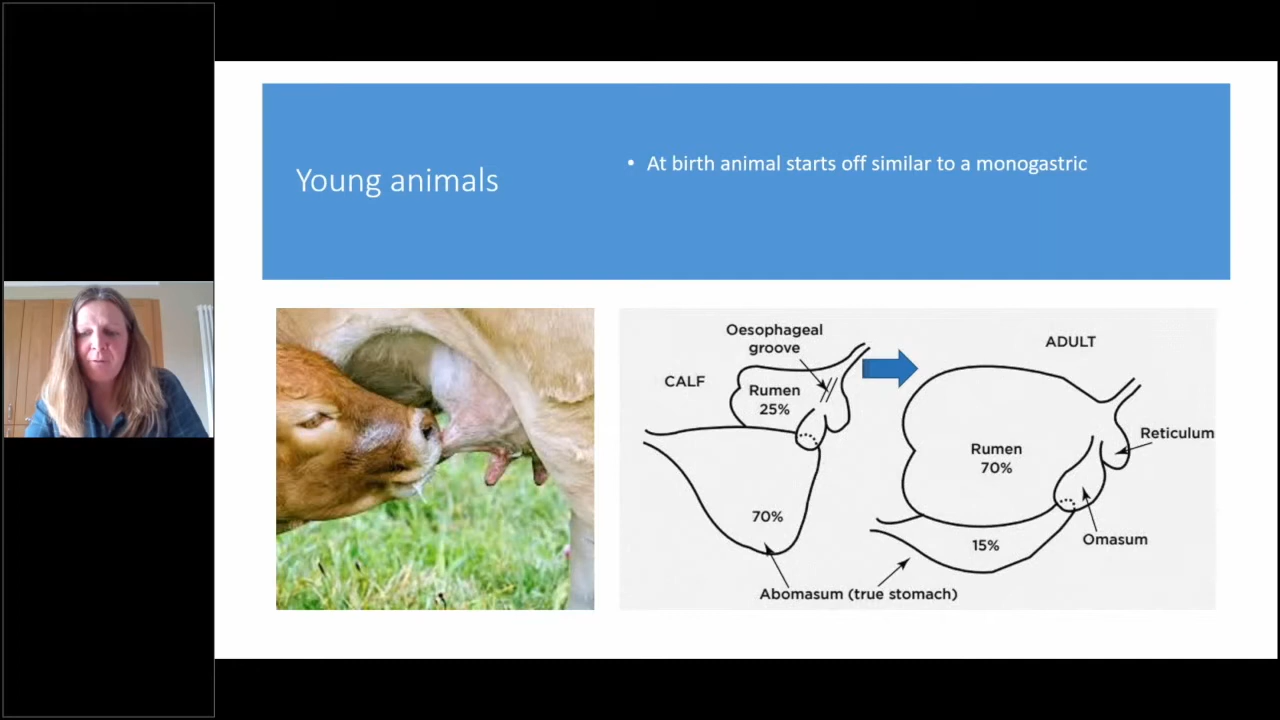 Young animals
• At birth animal starts off similar to a monogastric
Oesophageal
groove
CALF
Rumen
25%
70%
ADULT
Rumen
70%
Reticulum
15%
Omasum
Abomasum (true stomach)